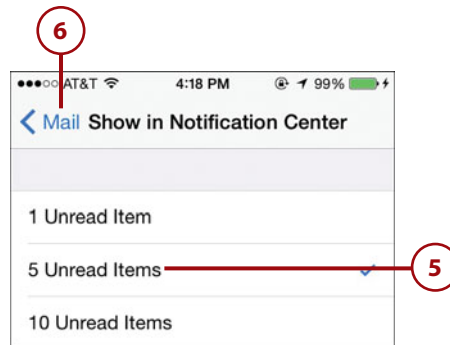 6
AT&T 4:18 PM 99%
Mail Show in Notification Center
1 Unread Item
5 Unread Items
5
10 Unread Items